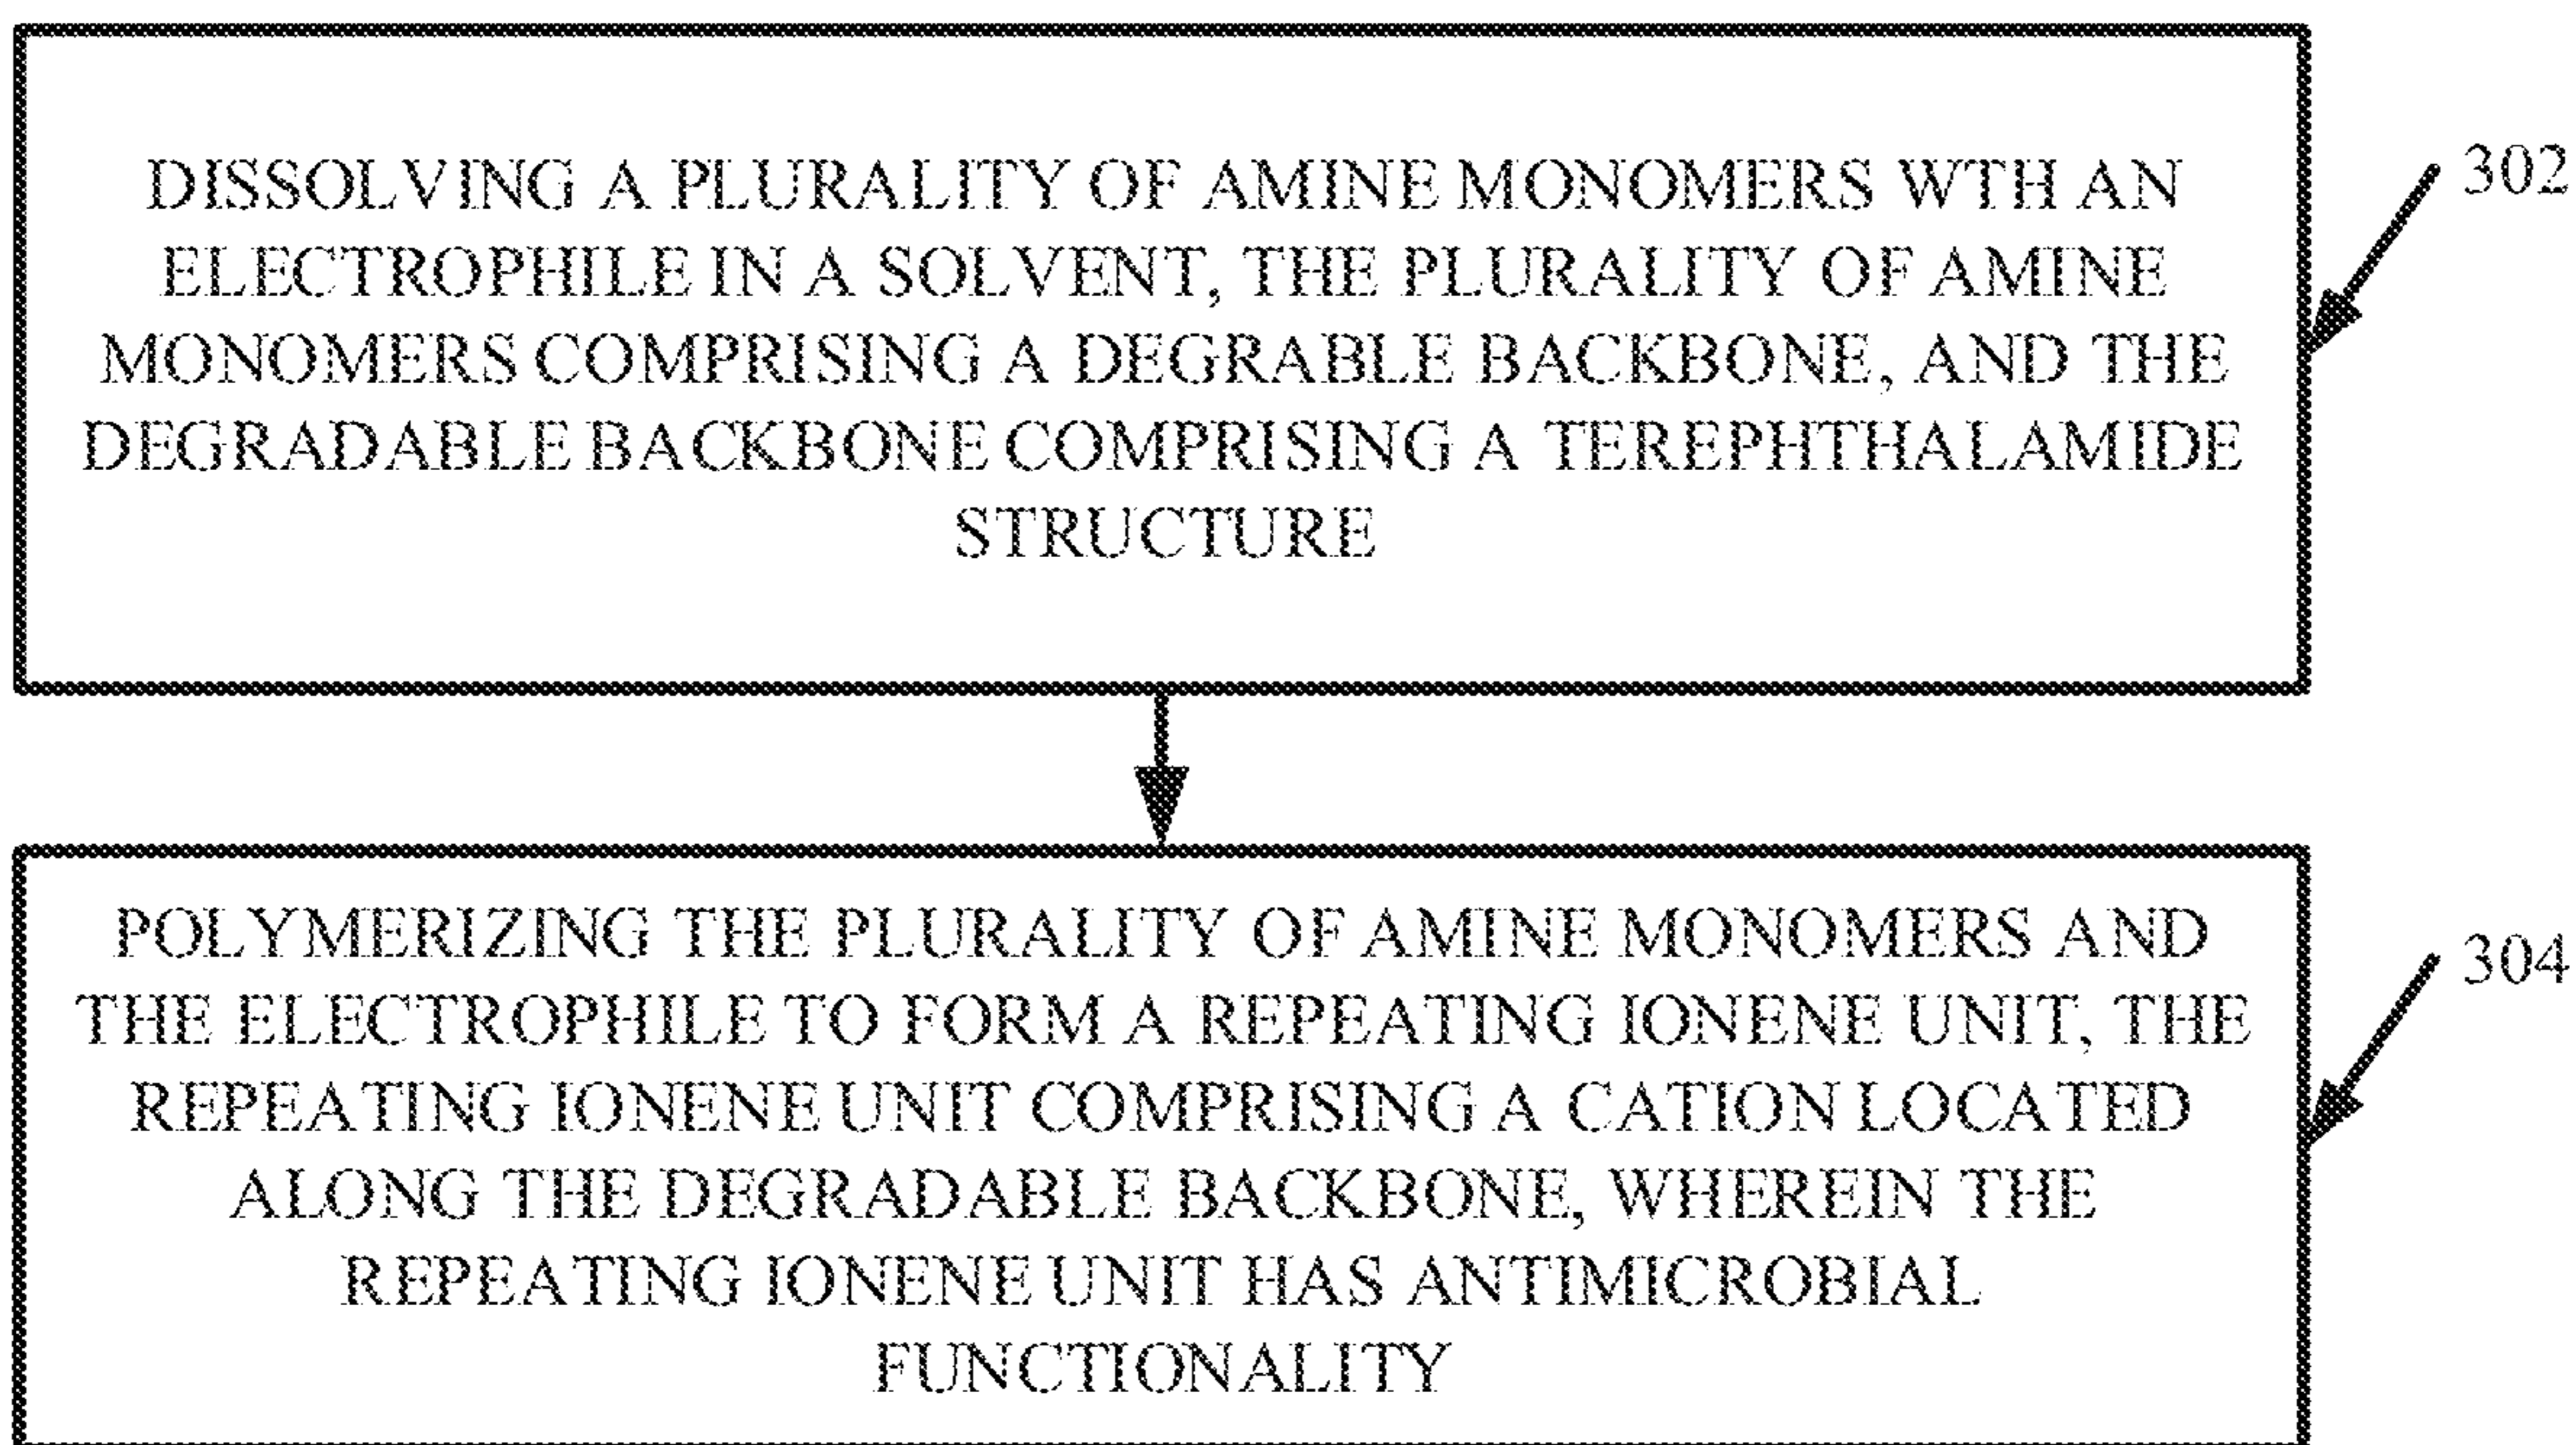 DISSOLVING A PLURALITY OF AMINE MONOMERS WTH AN
ELECTROPHILE IN A SOLVENT, THE PLURALITY OF AMINE
MONOMERS COMPRISING A DEGRABLE BACKBONE, AND THE
DEGRADABLE BACKBONE COMPRISING A TEREPHTHALAMIDE
STRUCTURE
302
POLYMERIZING THE PLURALITY OF AMINE MONOMERS AND
THE ELECTROPHILE TO FORM A REPEATING IONENE UNIT, THE
REPEATING IONENE UNIT COMPRISING A CATION LOCATED
ALONG THE DEGRADABLE BACKBONE, WHEREIN THE
REPEATING IONENE UNIT HAS ANTIMICROBIAL
FUNCTIONALITY
304